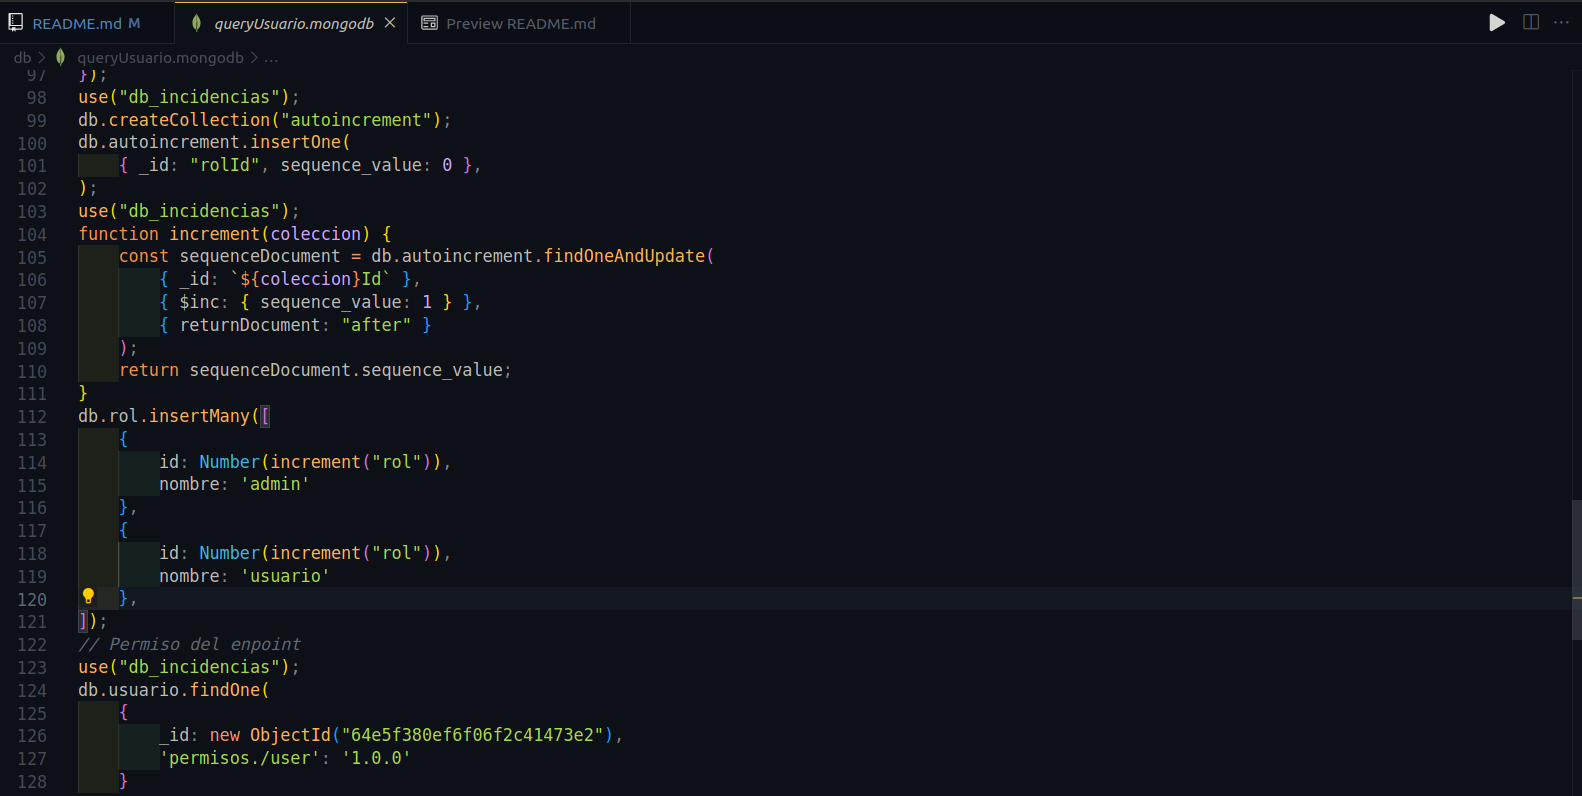 README.md M queryUsuario.mongodb Preview README.md
db > queryUsuario.mongodb > ...
97 });
98 use("db_incidencias");
99 db.createCollection("autoincrement");
100 db.autoincrement.insertOne(
101     { _id: "rolId", sequence_value: 0 },
102 );
103 use("db_incidencias");
104 function increment(coleccion) {
105     const sequenceDocument = db.autoincrement.findOneAndUpdate(
106         { _id: `${coleccion}Id` },
107         { $inc: { sequence_value: 1 } },
108         { returnDocument: "after" }
109     );
110     return sequenceDocument.sequence_value;
111 }
112 db.rol.insertMany([
113     {
114         id: Number(increment("rol")),
115         nombre: 'admin'
116     },
117     {
118         id: Number(increment("rol")),
119         nombre: 'usuario'
120     },
121 ]);
122 // Permiso del enpoint
123 use("db_incidencias");
124 db.usuario.findOne(
125     {
126         _id: new ObjectId("64e5f380ef6f06f2c41473e2"),
127         'permisos./user': '1.0.0'
128     }